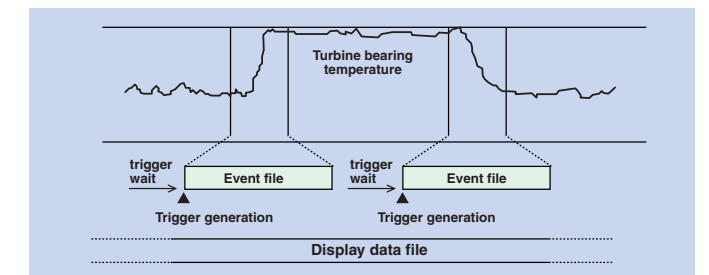 Turbine bearing
temperature
trigger
wait
Event file
trigger
wait
Event file
Trigger generation
Trigger generation
Display data file